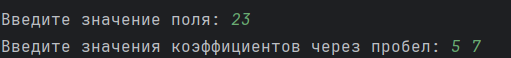 Введите значение поля: 23
Введите значения коэффициентов через пробел: 5 7